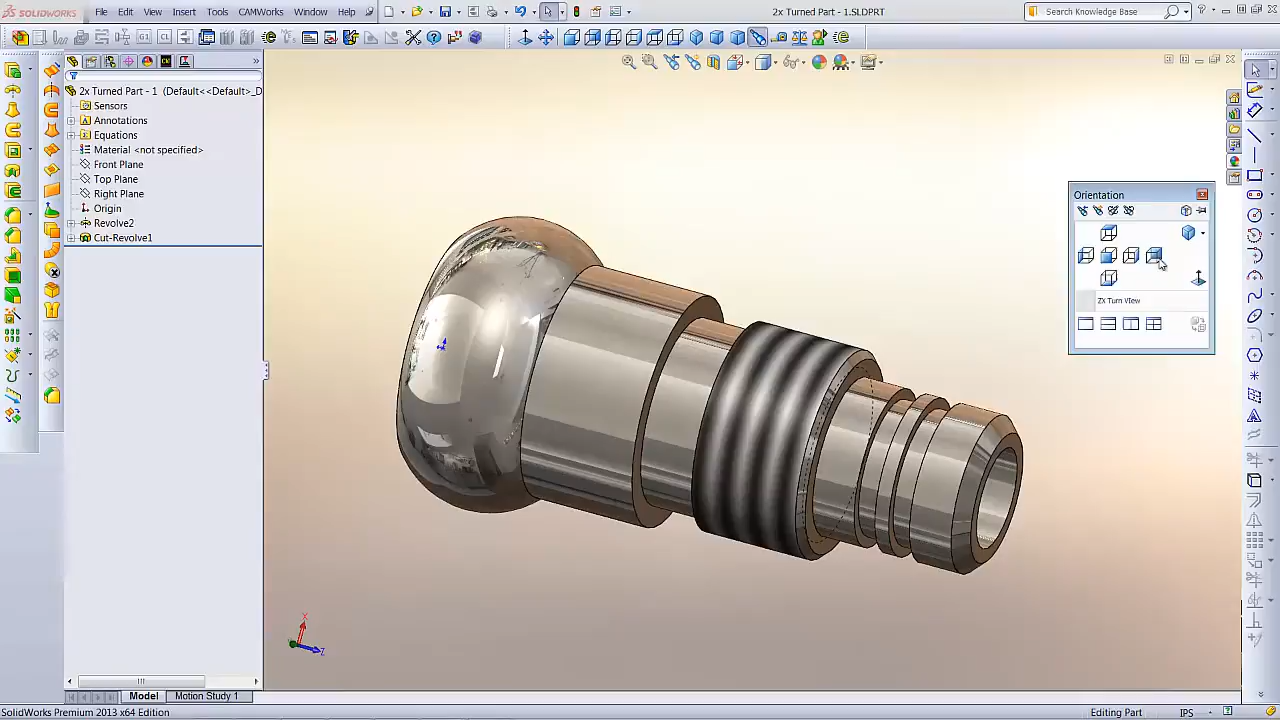 SOLIDWORKS File Edit View Insert Tools CAMWorks Window Help 2x Turned Part - 1.SLDPRT Search Knowledge Base
G1 CL
2x Turned Part - 1 (Default<<Default>_D
Sensors
Annotations
Equations
Material <not specified>
Front Plane
Top Plane
Right Plane
Origin
Revolve2
Cut-Revolve1
Orientation
2X Turn View
X
Z
Model Motion Study 1
SolidWorks Premium 2013 x64 Edition Editing Part IPS